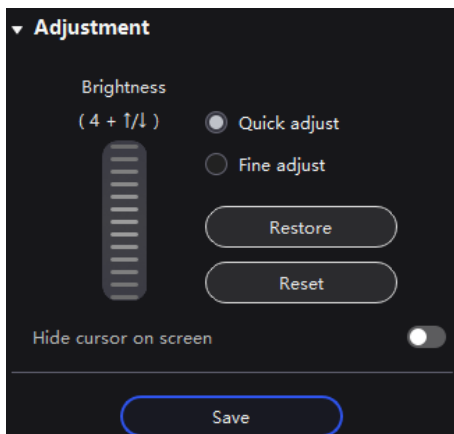 Adjustment
Brightness
( 4 + ↑/↓ )
Quick adjust
Fine adjust
Restore
Reset
Hide cursor on screen
Save